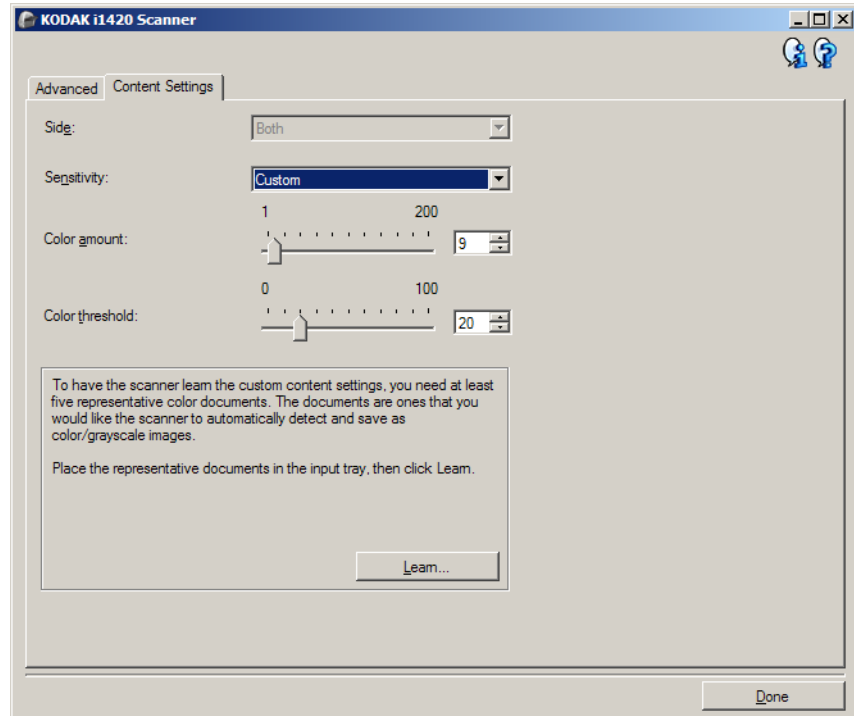 KODAK i1420 Scanner
Advanced Content Settings
Side: Both
Sensitivity: Custom
1 200
Color amount: 9
0 100
Color threshold: 20
To have the scanner learn the custom content settings, you need at least
five representative color documents. The documents are ones that you
would like the scanner to automatically detect and save as
color/grayscale images.
Place the representative documents in the input tray, then click Learn.
Learn...
Done